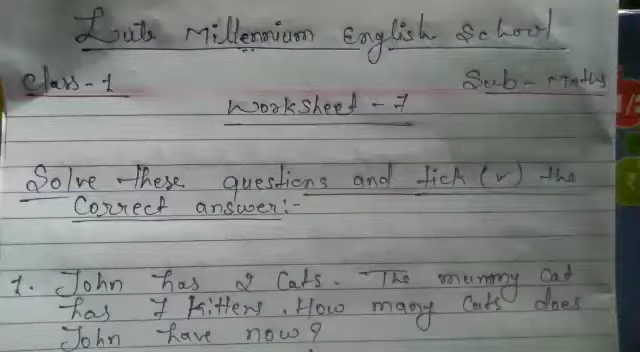 Lutb Millennium English School
Class-1 Sub-Maths
Worksheet-7
Solve these questions and tick (v) the
correct answer:-
1. John has 2 cats. The mummy cat
has 7 kittens. How many cats does
John have now?